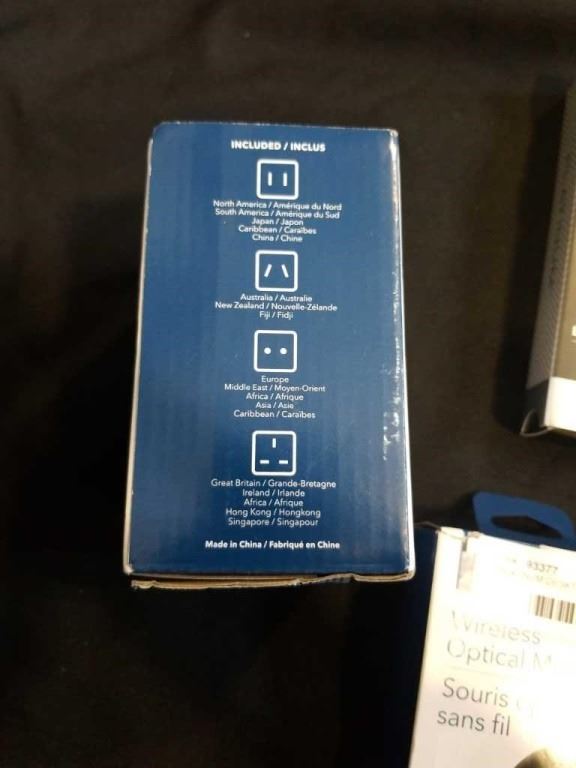 INCLUDED / INCLUS
North America / Amérique du Nord
South America / Amérique du Sud
Japan / Japon
Caribbean / Caraïbes
China / Chine
Australia / Australie
New Zealand / Nouvelle-Zélande
Fiji / Fidji
Europe
Middle East / Moyen-Orient
Africa / Afrique
Asia / Asie
Caribbean / Caraïbes
Great Britain / Grande-Bretagne
Ireland / Irlande
Africa / Afrique
Hong Kong / Hongkong
Singapore / Singapour
Made in China / Fabriqué en Chine
93377
Wireless
Optical
Souris
sans fil